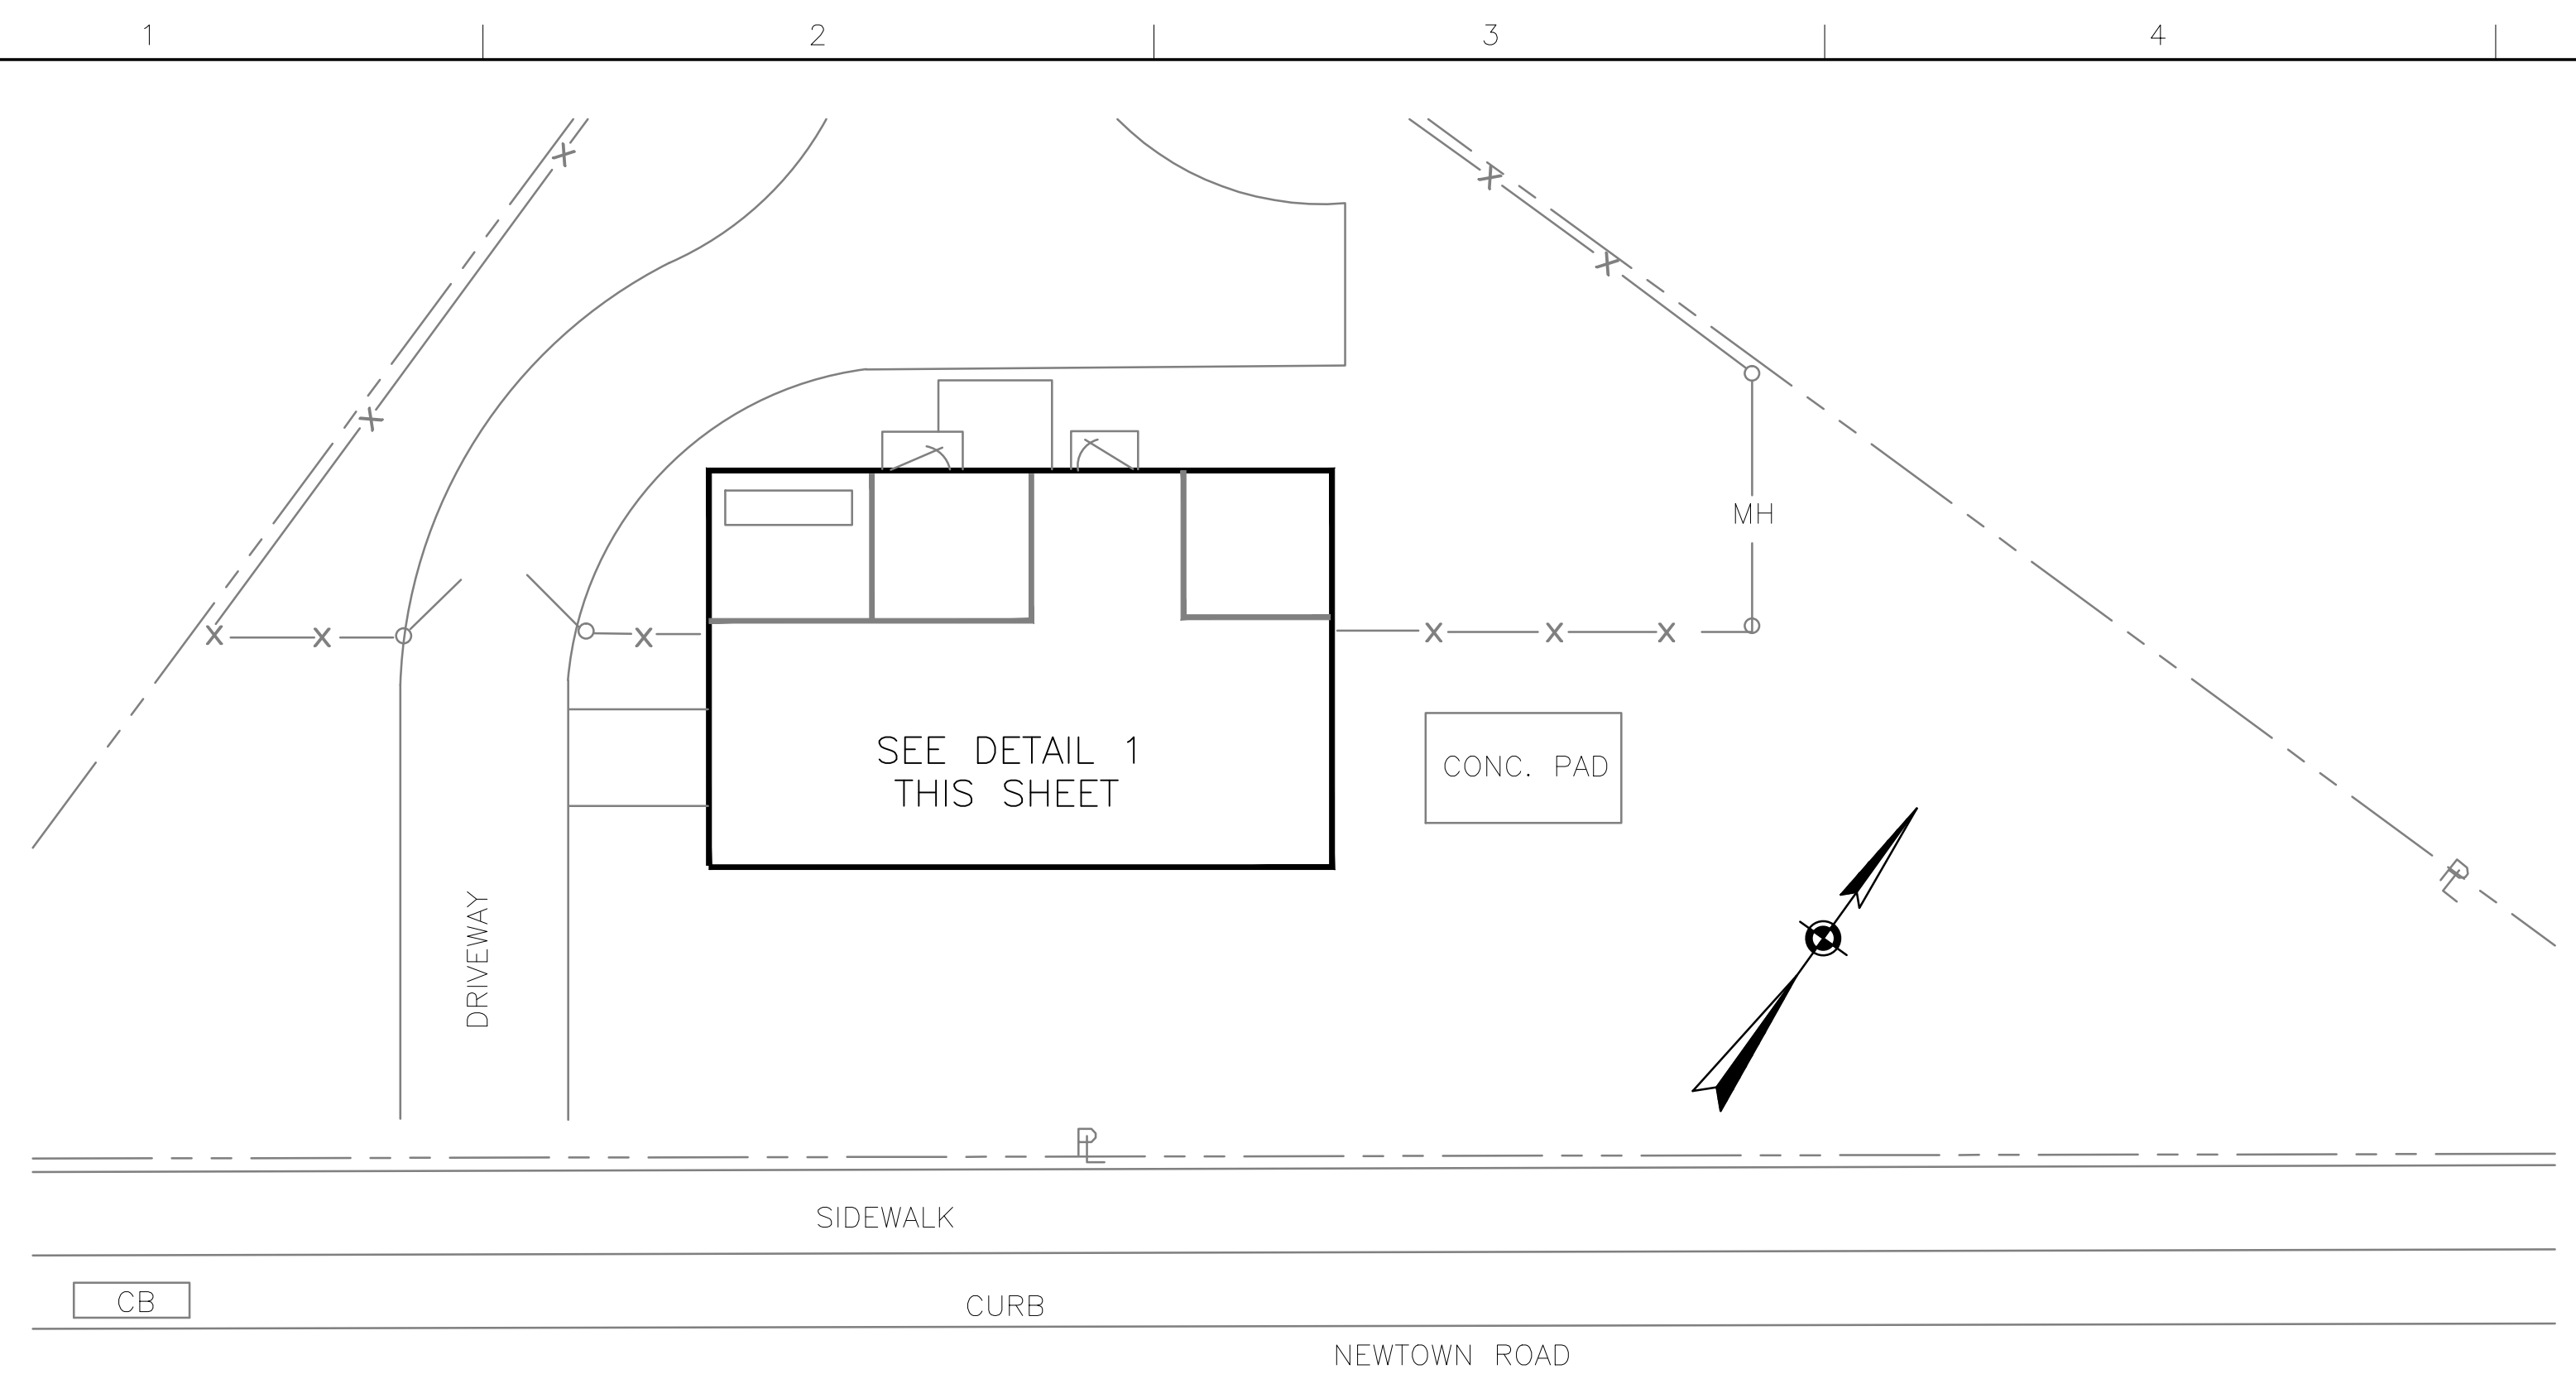 1 2 3 4
X
X
X
X
MH
X X X X X X
SEE DETAIL 1
THIS SHEET
CONC. PAD
PL
DRIVEWAY
PL
SIDEWALK
CB
CURB
NEWTOWN ROAD